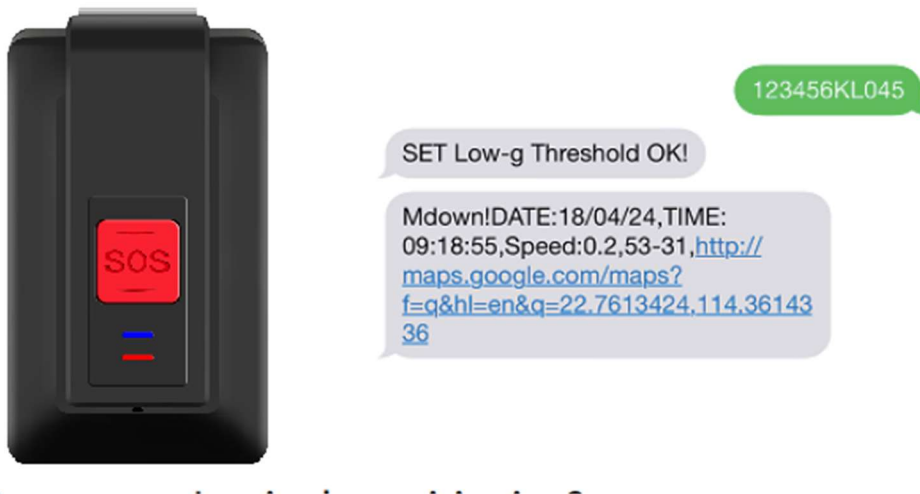 SOS
123456KL045
SET Low-g Threshold OK!
Mdown!DATE:18/04/24,TIME:
09:18:55,Speed:0.2,53-31,http://
maps.google.com/maps?
f=q&hl=en&q=22.7613424,114.36143
36